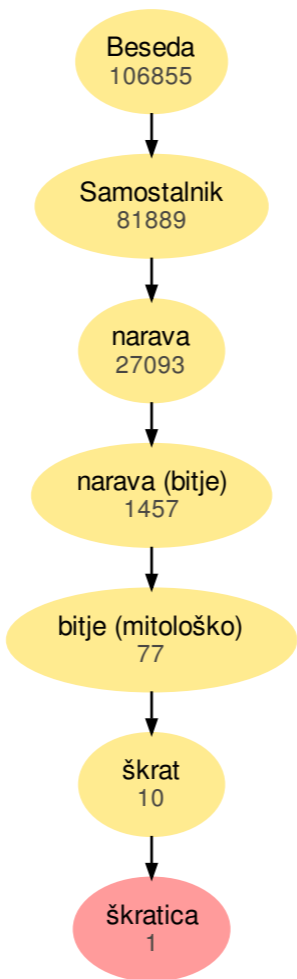 Beseda
106855
Samostalnik
81889
narava
27093
narava (bitje)
1457
bitje (mitološko)
77
škrat
10
škratica
1